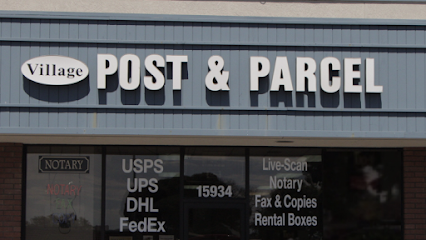 Village
POST & PARCEL
NOTARY
USPS
UPS
DHL
FedEx
15934
Live-Scan
Notary
Fax & Copies
Rental Boxes